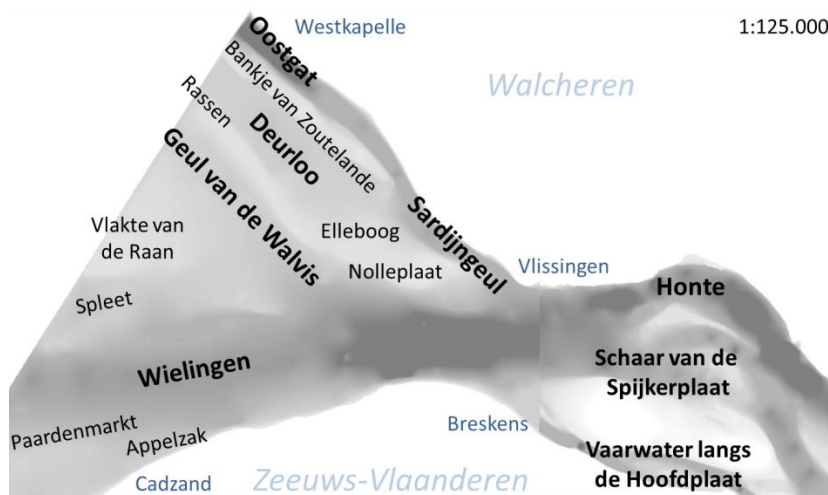 Westkapelle
1:125.000
Oostgat
Walcheren
Bankje van Zoutelande
Rassen
Deurloo
Geul van de Walvis
Sardijngeul
Vlakte van
de Raan
Elleboog
Nolleplaat
Vlissingen
Honte
Spleet
Wielingen
Schaar van de
Spijkerplaat
Paardenmarkt
Appelzak
Breskens
Vaarwater langs
de Hoofdplaat
Cadzand
Zeeuws-Vlaanderen